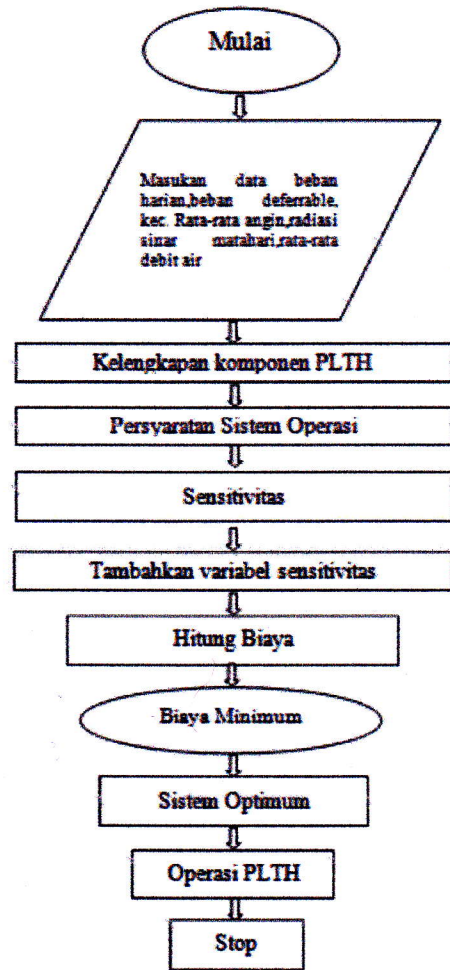 Mulai
Masukan data beban
harian,beban deferrable,
kec. Rata-rata angin,radiasi
sinar matahari,rata-rata
debit air
Kelengkapan komponen PLTH
Persyaratan Sistem Operasi
Sensitivitas
Tambahkan variabel sensitivitas
Hitung Biaya
Biaya Minimum
Sistem Optimum
Operasi PLTH
Stop